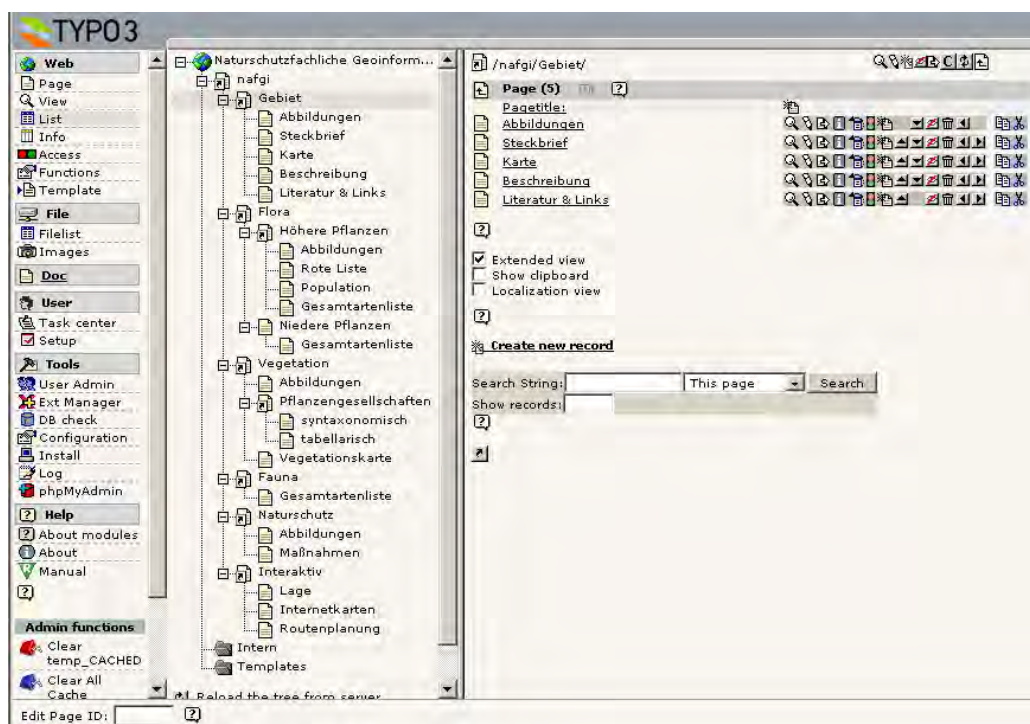 TYPO3
Web
Page
View
List
Info
Access
Functions
Template
File
Filelist
Images
Doc
User
Task center
Setup
Tools
User Admin
Ext Manager
DB check
Configuration
Install
Log
phpMyAdmin
Help
About modules
About
Manual
Admin functions
Clear
temp_CACHED
Clear All
Cache
Edit Page ID:
Naturschutzfachliche Geoinform...
nafgi
Gebiet
Abbildungen
Steckbrief
Karte
Beschreibung
Literatur & Links
Flora
Höhere Pflanzen
Abbildungen
Rote Liste
Population
Gesamtartenliste
Niedere Pflanzen
Gesamtartenliste
Vegetation
Abbildungen
Pflanzengesellschaften
syntaxonomisch
tabellarisch
Vegetationskarte
Fauna
Gesamtartenliste
Naturschutz
Abbildungen
Maßnahmen
Interaktiv
Lage
Internetkarten
Routenplanung
Intern
Templates
Reload the tree from server
/nafgi/Gebiet/
Page (5)
Pagetitle:
Abbildungen
Steckbrief
Karte
Beschreibung
Literatur & Links
Extended view
Show clipboard
Localization view
Create new record
Search String: This page Search
Show records: